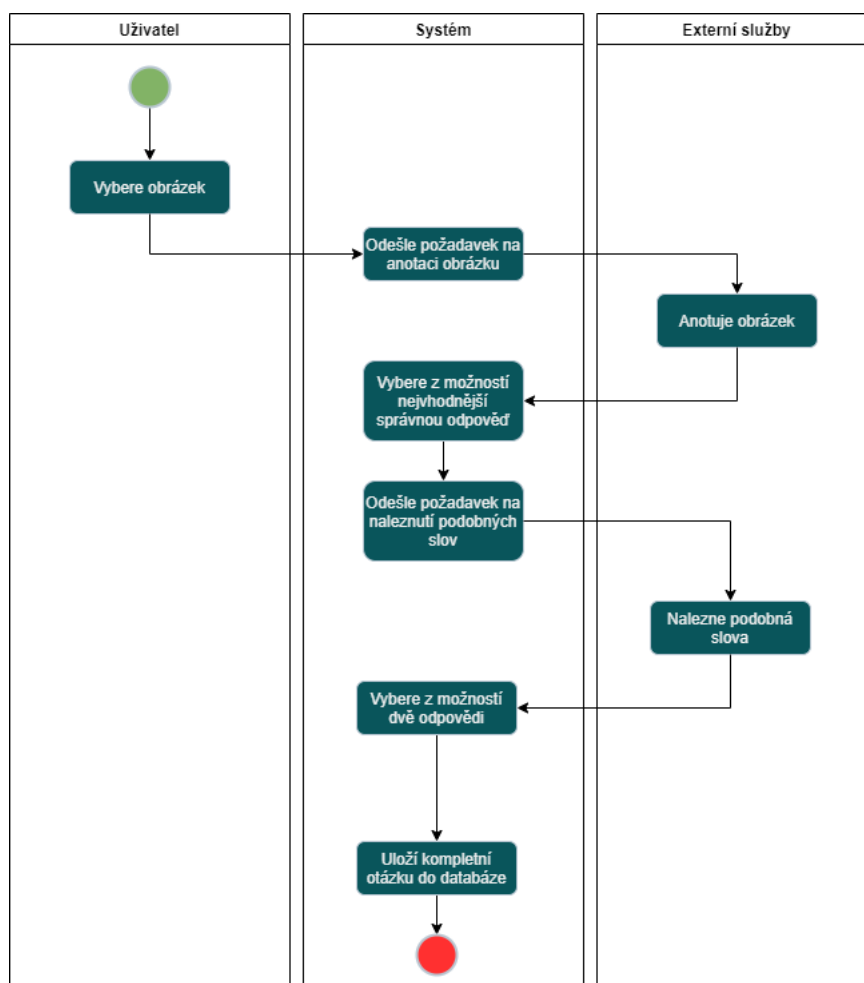 Uživatel
Systém
Externí služby
Vybere obrázek
Odešle požadavek na
anotaci obrázku
Anotuje obrázek
Vybere z možností
nejvhodnější
správnou odpověď
Odešle požadavek na
naleznutí podobných
slov
Nalezne podobná
slova
Vybere z možností
dvě odpovědi
Uloží kompletní
otázku do databáze